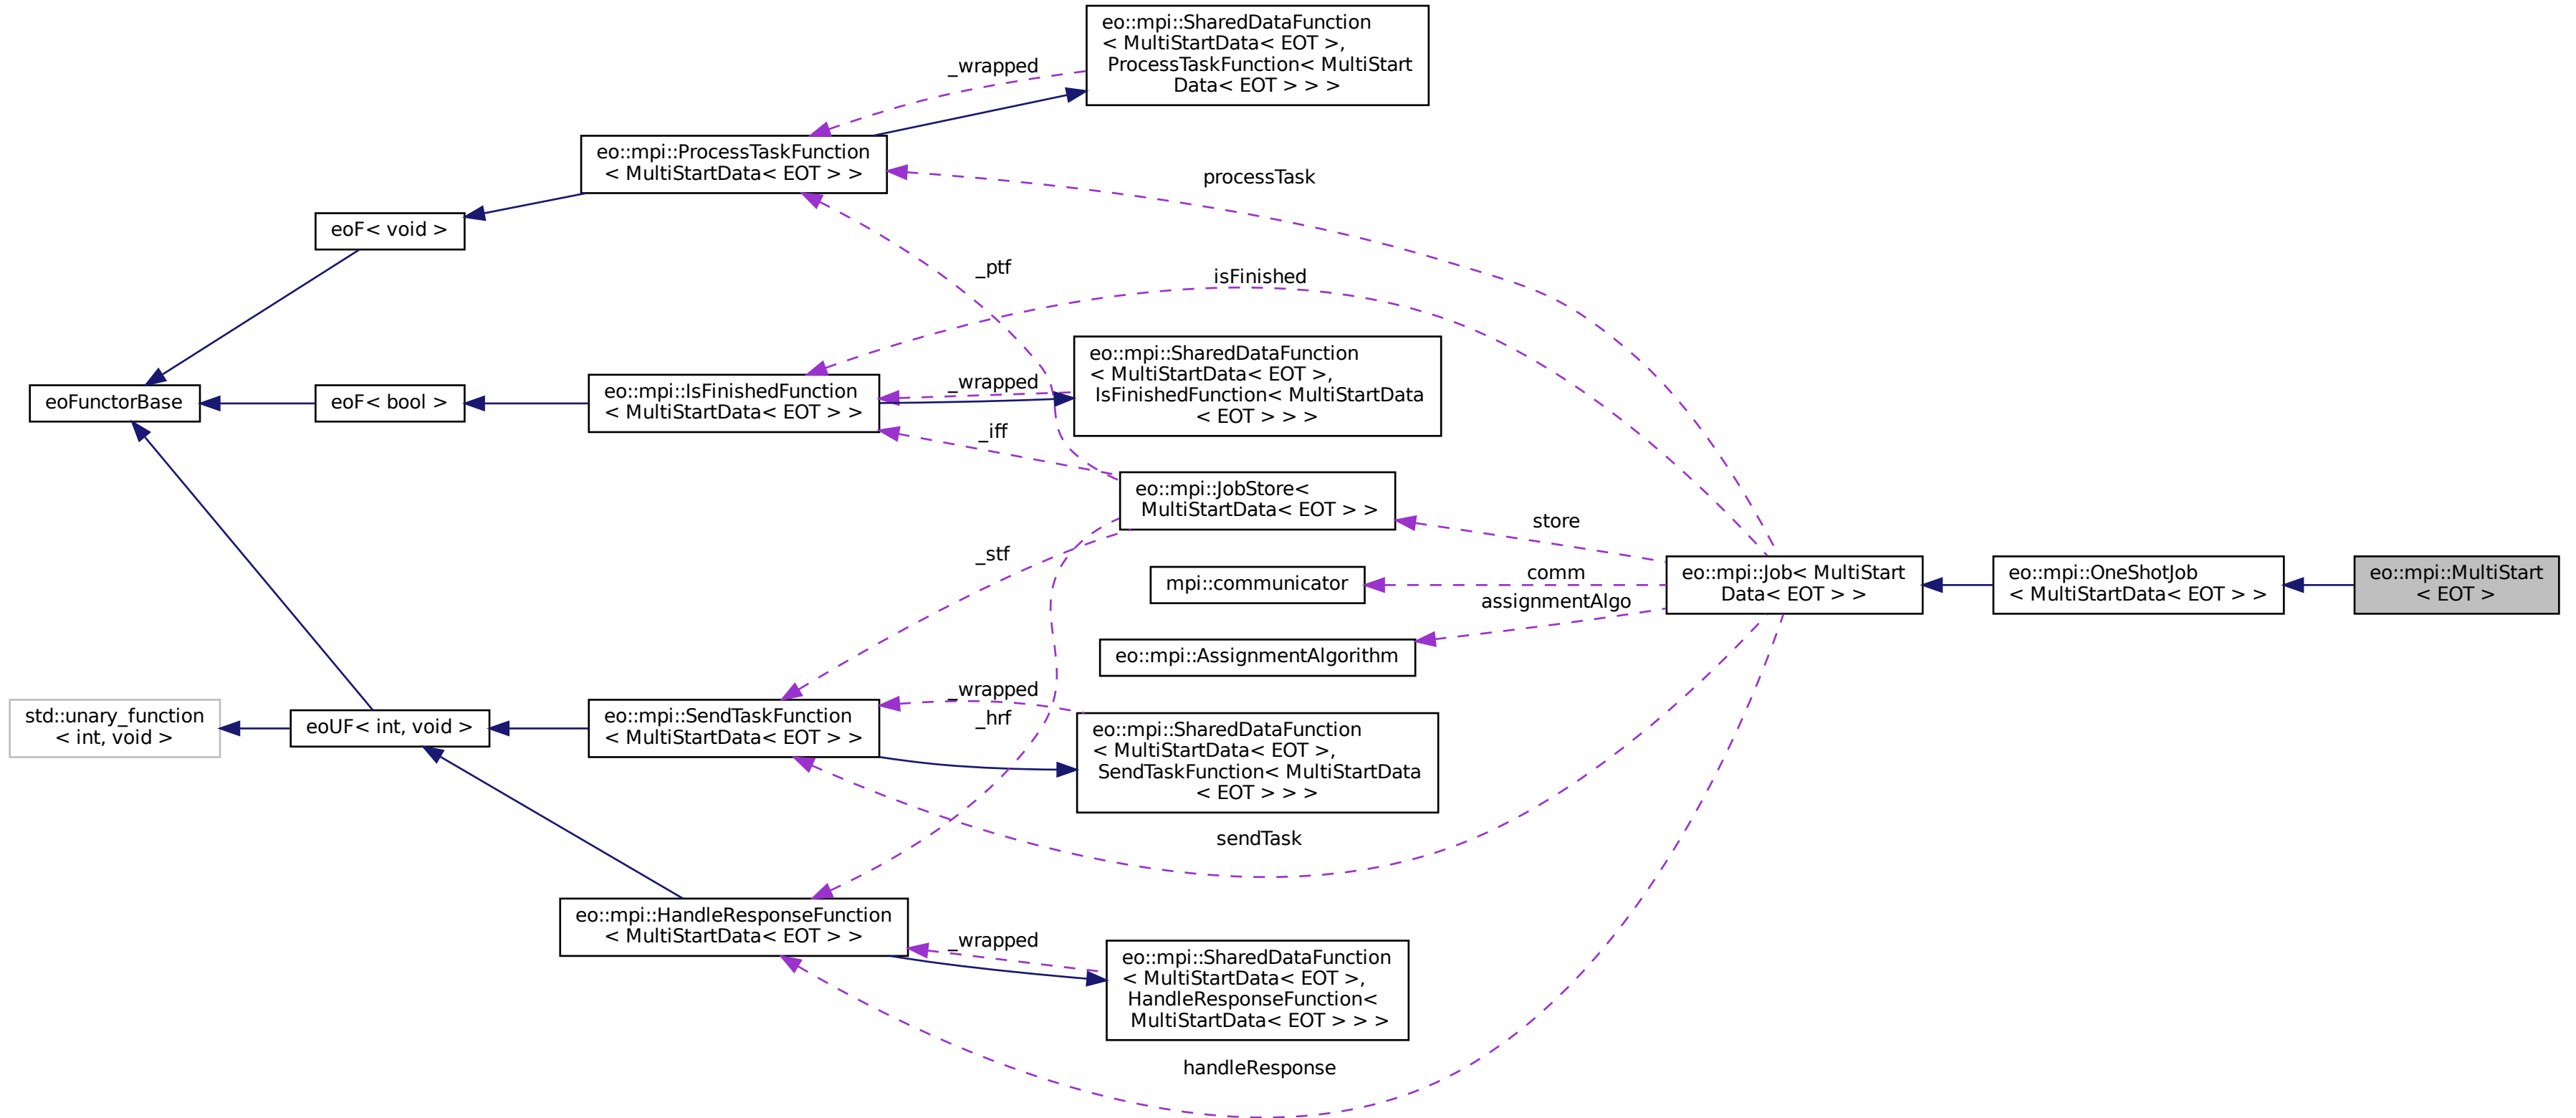 eo::mpi::SharedDataFunction
< MultiStartData< EOT >,
ProcessTaskFunction< MultiStart
Data< EOT > > >
_wrapped
eo::mpi::ProcessTaskFunction
< MultiStartData< EOT > >
processTask
eoF< void >
_ptf
isFinished
eo::mpi::SharedDataFunction
< MultiStartData< EOT >,
IsFinishedFunction< MultiStartData
< EOT > > >
_wrapped
eoFunctorBase
eoF< bool >
eo::mpi::IsFinishedFunction
< MultiStartData< EOT > >
_iff
eo::mpi::JobStore<
MultiStartData< EOT > >
store
_stf
mpi::communicator
comm
eo::mpi::Job< MultiStart
Data< EOT > >
eo::mpi::OneShotJob
< MultiStartData< EOT > >
eo::mpi::MultiStart
< EOT >
assignmentAlgo
eo::mpi::AssignmentAlgorithm
_wrapped
_hrf
std::unary_function
< int, void >
eoUF< int, void >
eo::mpi::SendTaskFunction
< MultiStartData< EOT > >
eo::mpi::SharedDataFunction
< MultiStartData< EOT >,
SendTaskFunction< MultiStartData
< EOT > > >
sendTask
eo::mpi::HandleResponseFunction
< MultiStartData< EOT > >
_wrapped
eo::mpi::SharedDataFunction
< MultiStartData< EOT >,
HandleResponseFunction<
MultiStartData< EOT > > >
handleResponse